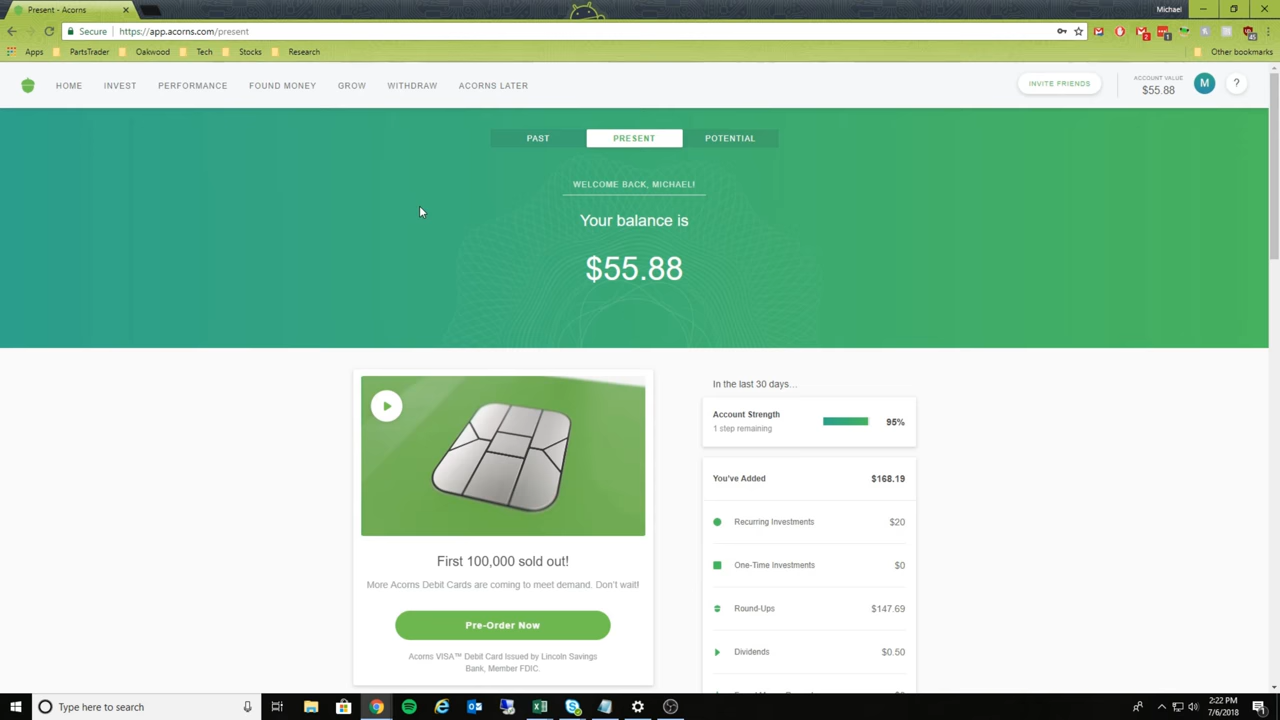 Present - Acorns
Michael
Secure
https://app.acorns.com/present
Apps
PartsTrader
Oakwood
Tech
Stocks
Research
Other bookmarks
HOME
INVEST
PERFORMANCE
FOUND MONEY
GROW
WITHDRAW
ACORNS LATER
INVITE FRIENDS
ACCOUNT VALUE
$55.88
M
?
PAST
PRESENT
POTENTIAL
WELCOME BACK, MICHAEL!
Your balance is
$55.88
In the last 30 days...
Account Strength
1 step remaining
95%
You've Added
$168.19
Recurring Investments
$20
One-Time Investments
$0
Round-Ups
$147.69
Dividends
$0.50
First 100,000 sold out!
More Acorns Debit Cards are coming to meet demand. Don't wait!
Pre-Order Now
Acorns VISA™ Debit Card Issued by Lincoln Savings
Bank, Member FDIC.
Type here to search
2:22 PM
7/6/2018